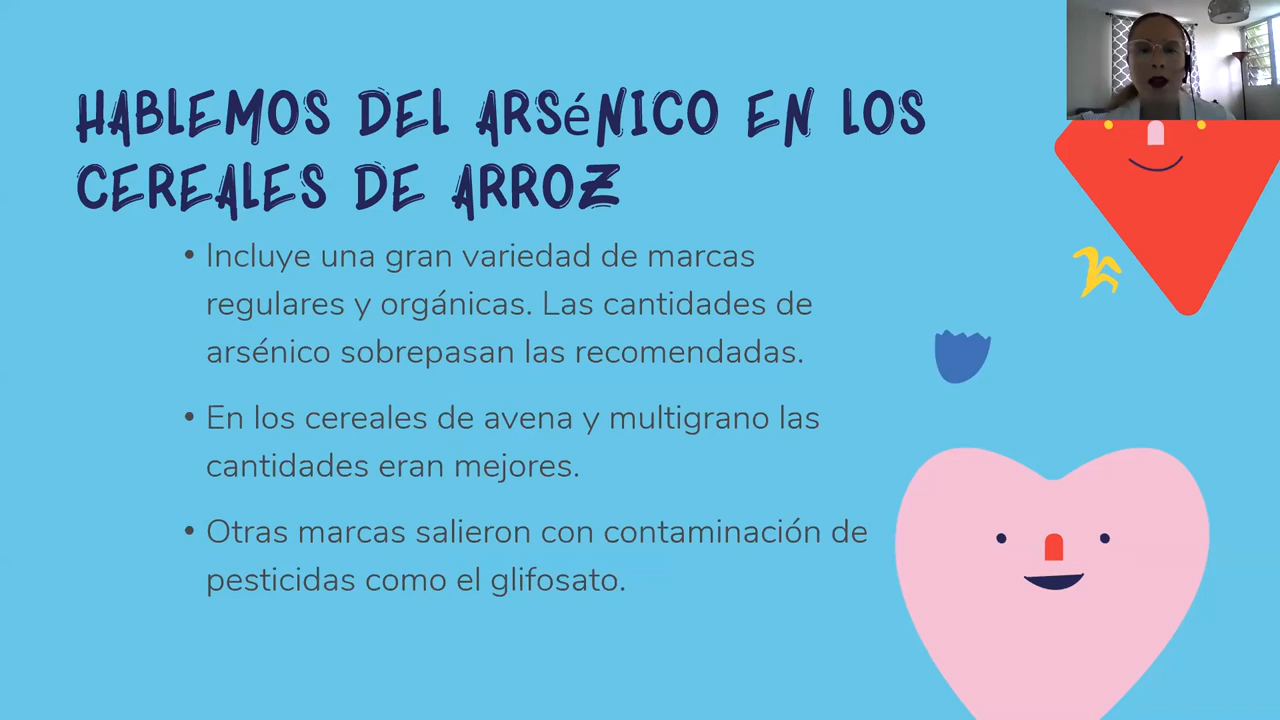 HABLEMOS DEL ARSéNICO EN LOS
CEREALES DE ARROZ
• Incluye una gran variedad de marcas
regulares y orgánicas. Las cantidades de
arsénico sobrepasan las recomendadas.
• En los cereales de avena y multigrano las
cantidades eran mejores.
• Otras marcas salieron con contaminación de
pesticidas como el glifosato.